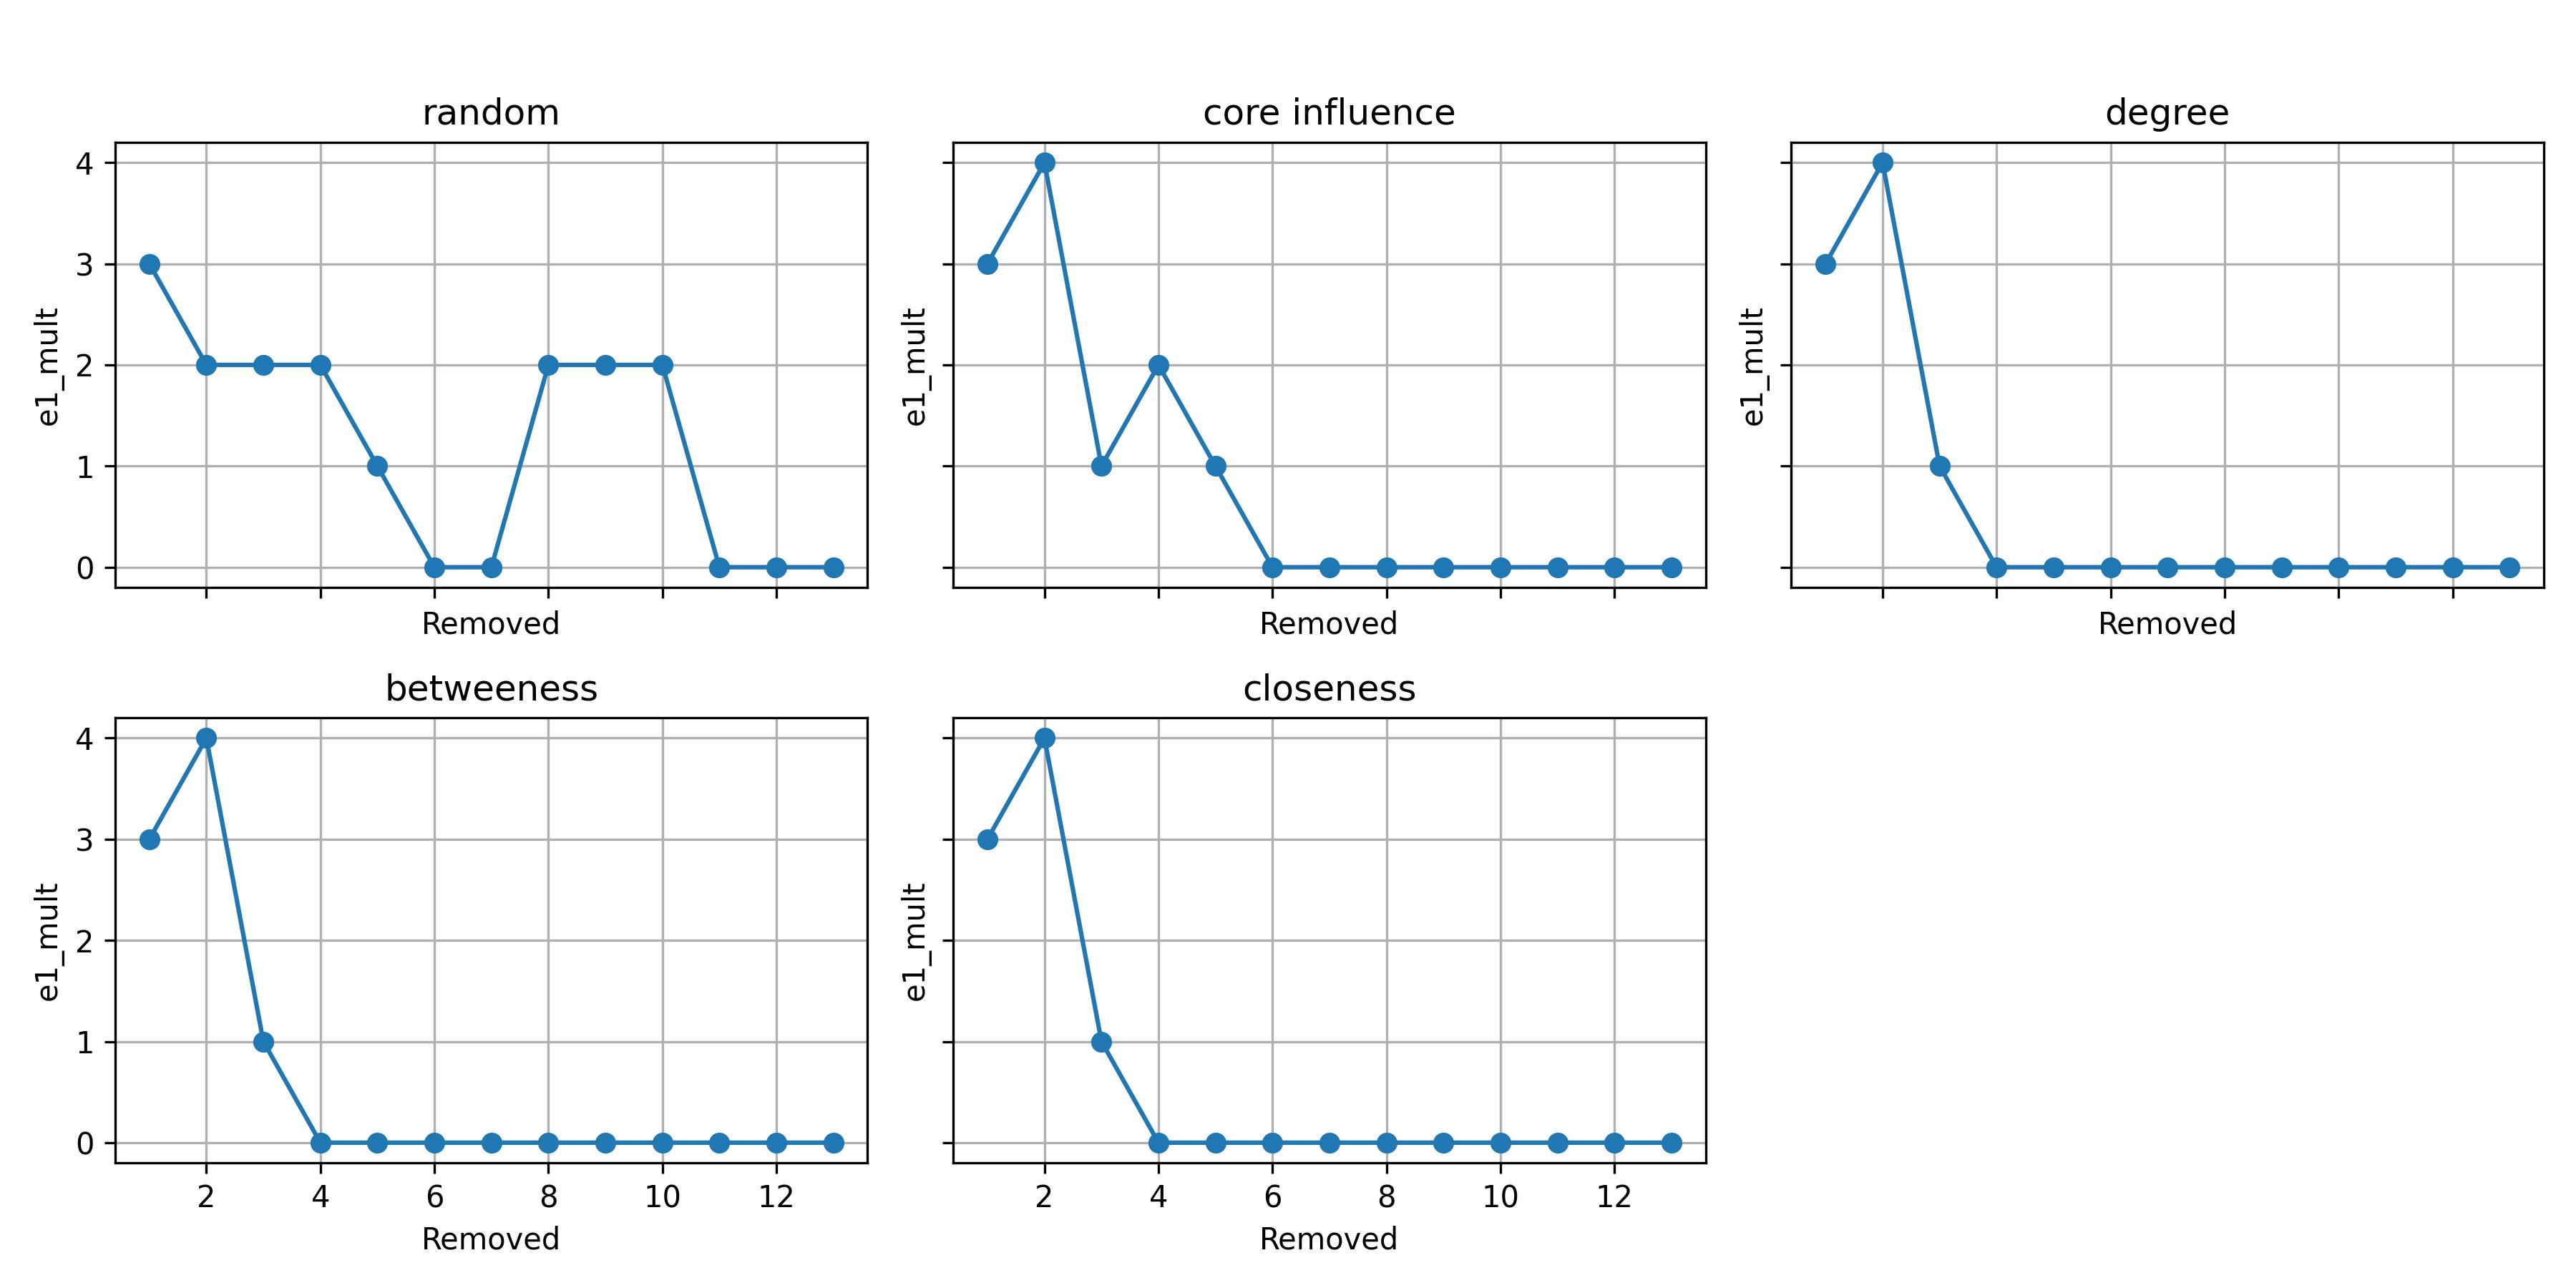 random
core influence
degree
4
3
2
1
0
e1_mult
e1_mult
e1_mult
Removed
Removed
Removed
betweeness
closeness
4
3
2
1
0
e1_mult
e1_mult
2 4 6 8 10 12
2 4 6 8 10 12
Removed
Removed